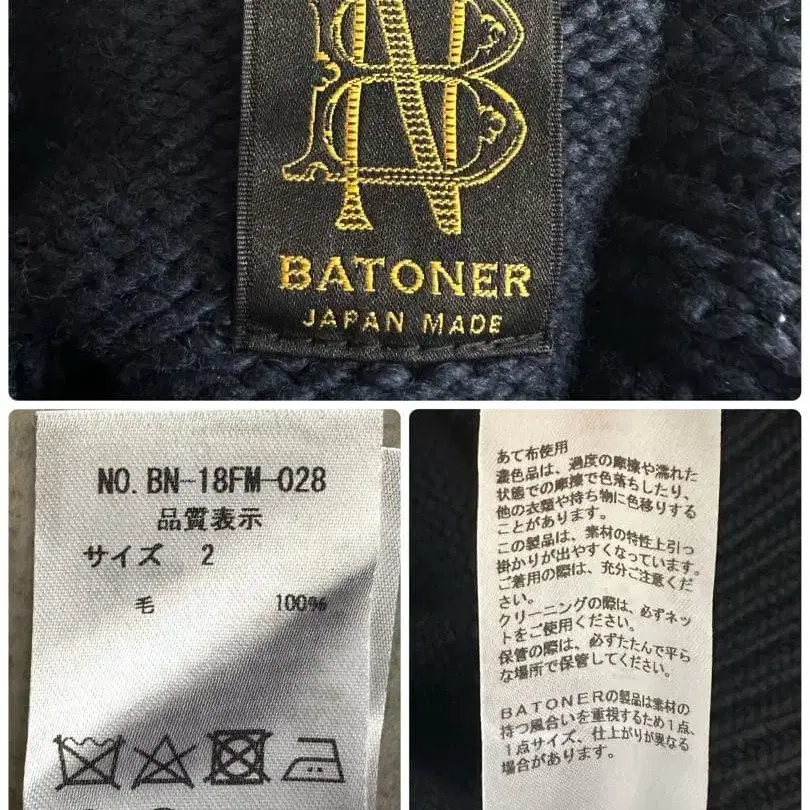 BATONER
JAPAN MADE
NO. BN-18FM-028
品質表示
サイズ 2
毛 100%
あて布使用
濃色品は、過度の摩擦や濡れた
状態での摩擦で色落ちしたり、
他の衣類や持ち物に色移りする
ことがあります。
この製品は、素材の特性上引っ
掛かりが出やすくなっています。
ご着用の際は、充分ご注意くだ
さい。
クリーニングの際は、必ずネッ
トをご使用ください。
保管の際は、必ずたたんで平ら
な場所で保管してください。
BATONERの製品は素材の
持つ風合いを重視するため1点、
1点サイズ、仕上がりが異なる
場合があります。